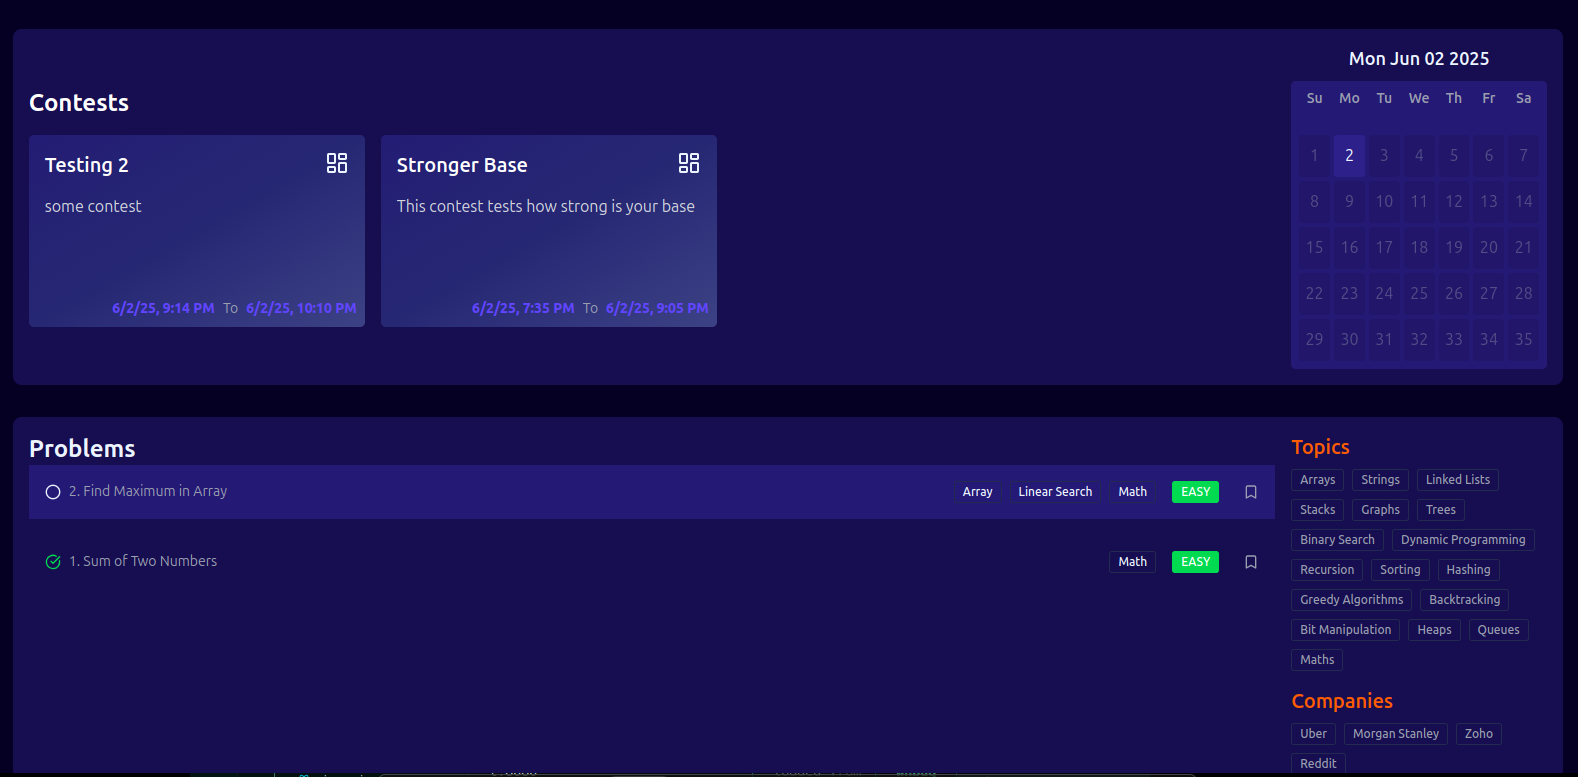 Contests
Testing 2
some contest
6/2/25, 9:14 PM To 6/2/25, 10:10 PM
Stronger Base
This contest tests how strong is your base
6/2/25, 7:35 PM To 6/2/25, 9:05 PM
Mon Jun 02 2025
Su Mo Tu We Th Fr Sa
1 2 3 4 5 6 7
8 9 10 11 12 13 14
15 16 17 18 19 20 21
22 23 24 25 26 27 28
29 30 31 32 33 34 35
Problems
2. Find Maximum in Array Array Linear Search Math EASY
1. Sum of Two Numbers Math EASY
Topics
Arrays Strings Linked Lists
Stacks Graphs Trees
Binary Search Dynamic Programming
Recursion Sorting Hashing
Greedy Algorithms Backtracking
Bit Manipulation Heaps Queues
Maths
Companies
Uber Morgan Stanley Zoho
Reddit